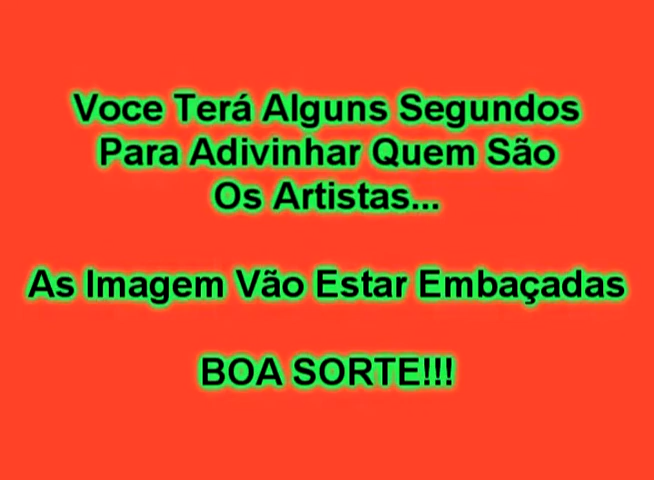 Voce Terá Alguns Segundos
Para Adivinhar Quem São
Os Artistas...
As Imagem Vão Estar Embaçadas
BOA SORTE!!!